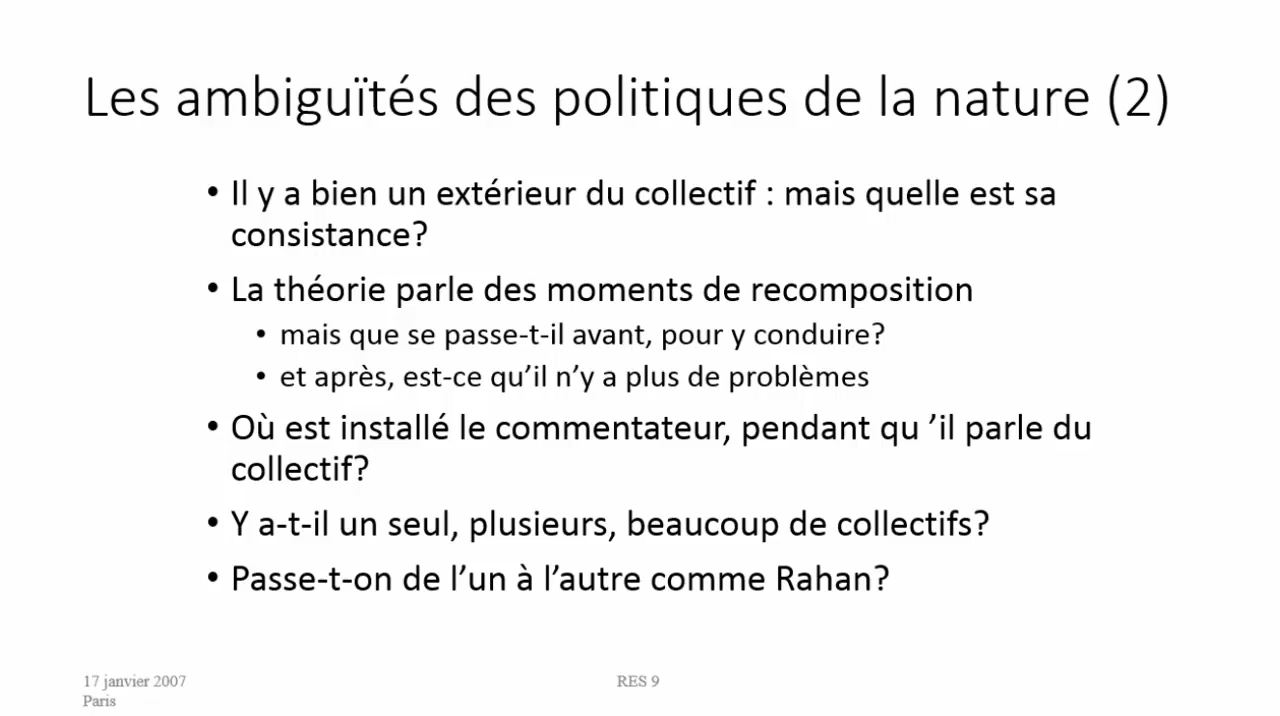 Les ambiguïtés des politiques de la nature (2)
• Il y a bien un extérieur du collectif : mais quelle est sa
consistance?
• La théorie parle des moments de recomposition
• mais que se passe-t-il avant, pour y conduire?
• et après, est-ce qu’il n’y a plus de problèmes
• Où est installé le commentateur, pendant qu ’il parle du
collectif?
• Y a-t-il un seul, plusieurs, beaucoup de collectifs?
• Passe-t-on de l’un à l’autre comme Rahan?
17 janvier 2007
Paris
RES 9